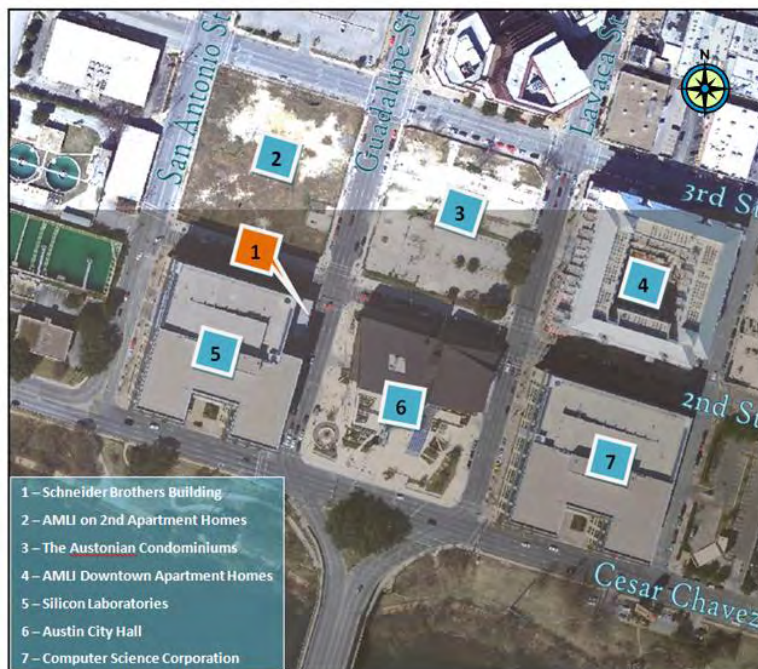 San Antonio St
Guadalupe St
Lavaca St
N
2
3
3rd St
1
4
5
6
2nd St
7
Cesar Chavez
1 – Schneider Brothers Building
2 – AMLI on 2nd Apartment Homes
3 – The Austonian Condominiums
4 – AMLI Downtown Apartment Homes
5 – Silicon Laboratories
6 – Austin City Hall
7 – Computer Science Corporation